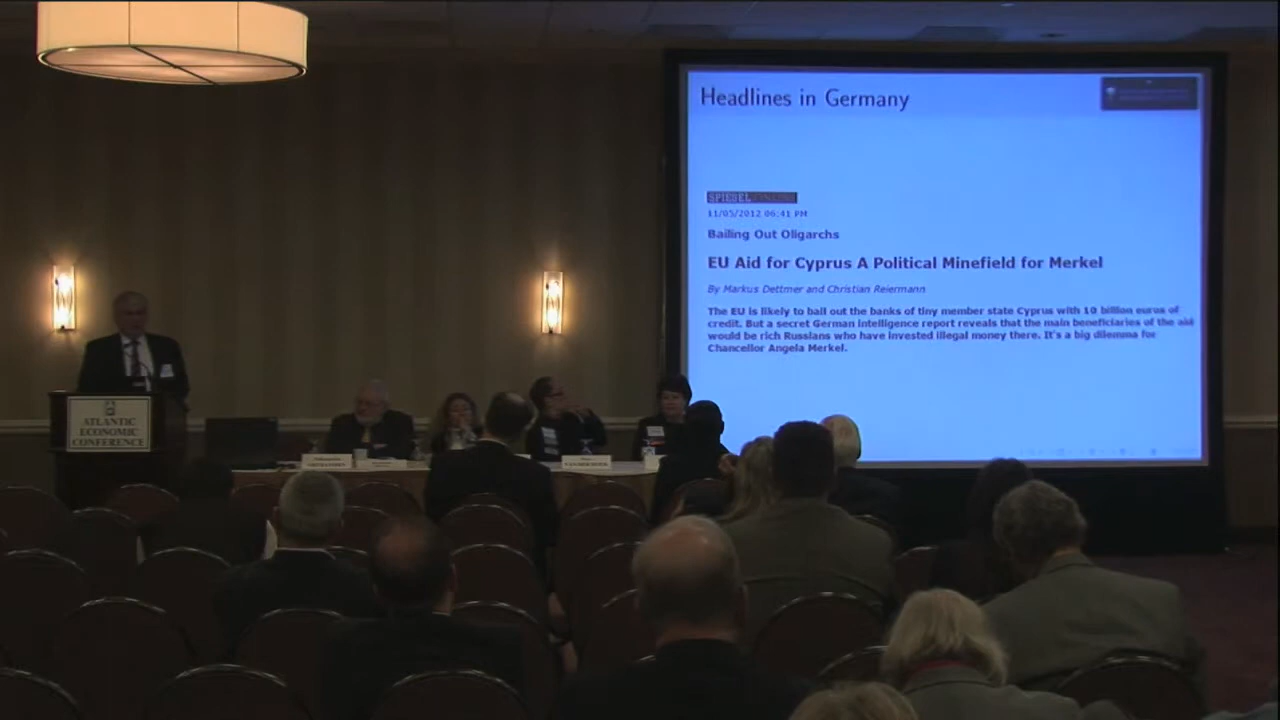 Headlines in Germany
SPIEGEL ONLINE
11/05/2012 06:41 PM
Bailing Out Oligarchs
EU Aid for Cyprus A Political Minefield for Merkel
By Markus Dettmer and Christian Reiermann
The EU is likely to bail out the banks of tiny member state Cyprus with 10 billion euros of
credit. But a secret German intelligence report reveals that the main beneficiaries of the aid
would be rich Russians who have invested illegal money there. It's a big dilemma for
Chancellor Angela Merkel.
ATLANTIC
ECONOMIC
CONFERENCE